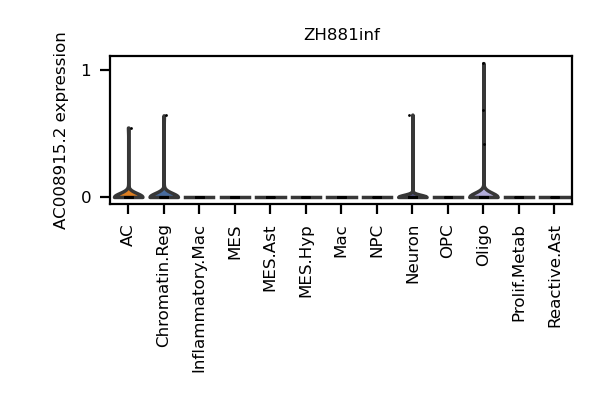 ZH881inf
AC008915.2 expression
1
0
AC
Chromatin.Reg
Inflammatory.Mac
MES
MES.Ast
MES.Hyp
Mac
NPC
Neuron
OPC
Oligo
Prolif.Metab
Reactive.Ast